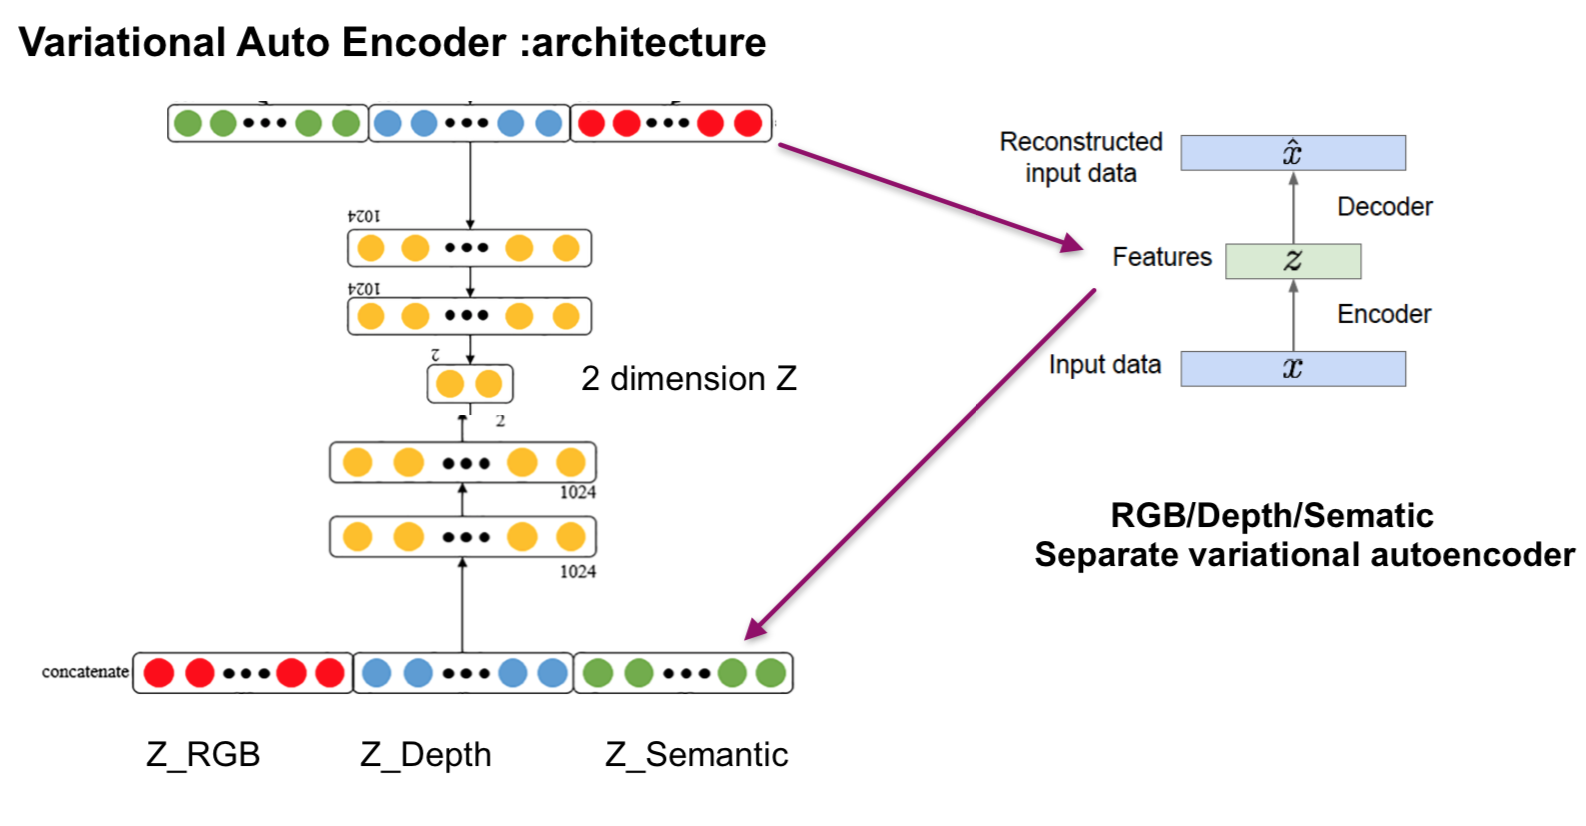 Variational Auto Encoder :architecture
1024
1024
2
2 dimension Z
2
1024
1024
concatenate
Z_RGB Z_Depth Z_Semantic
Reconstructed
input data
x̂
Decoder
Features
z
Encoder
Input data
x
RGB/Depth/Sematic
Separate variational autoencoder